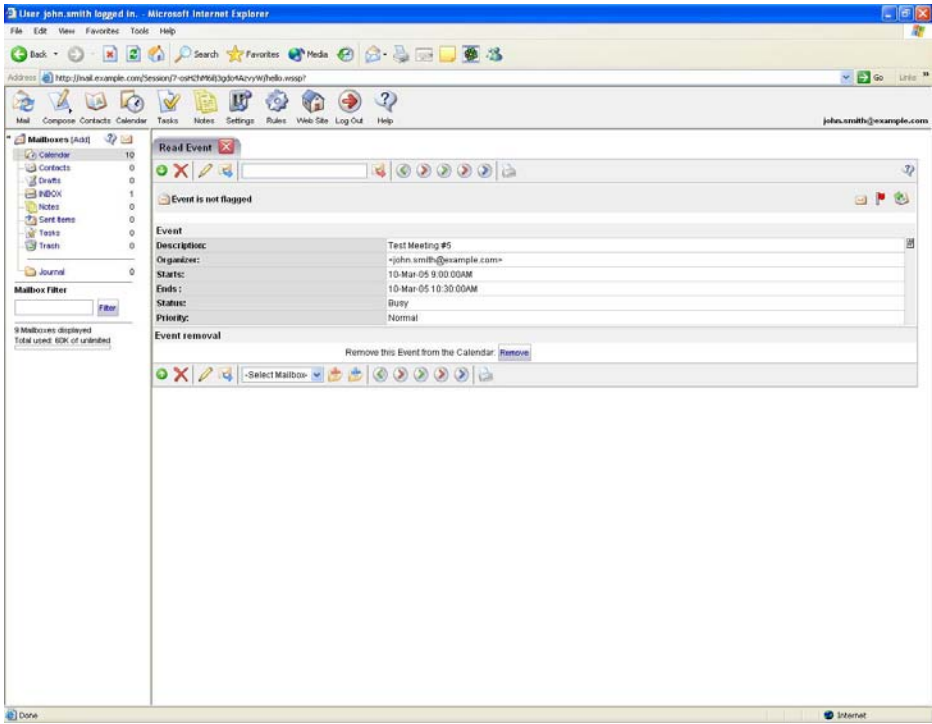 User john.smith logged in. - Microsoft Internet Explorer
File Edit View Favorites Tools Help
Back Search Favorites Media
Address Go Links »
Mail Compose Contacts Calendar Tasks Notes Settings Rules Web Site Log Out Help john.smith@example.com
Mailboxes [Add]
Calendar 10
Contacts 0
Drafts 0
INBOX 1
Notes 0
Sent Items 0
Tasks 0
Trash 0
Journal 0
Mailbox Filter
Filter
9 Mailboxes displayed
Total used: 60K of unlimited
Read Event
Event is not flagged
Event
Description: Test Meeting #5
Organizer: <john.smith@example.com>
Starts: 10-Mar-05 9:00:00AM
Ends : 10-Mar-05 10:30:00AM
Status: Busy
Priority: Normal
Event removal
Remove this Event from the Calendar: Remove
-Select Mailbox-
Done Internet